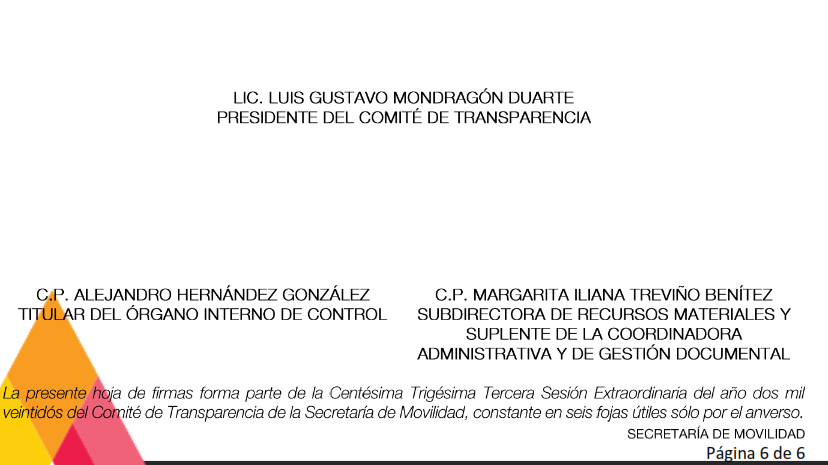 LIC. LUIS GUSTAVO MONDRAGÓN DUARTE
PRESIDENTE DEL COMITÉ DE TRANSPARENCIA
C.P. ALEJANDRO HERNÁNDEZ GONZÁLEZ
TITULAR DEL ÓRGANO INTERNO DE CONTROL
C.P. MARGARITA ILIANA TREVIÑO BENÍTEZ
SUBDIRECTORA DE RECURSOS MATERIALES Y
SUPLENTE DE LA COORDINADORA
ADMINISTRATIVA Y DE GESTIÓN DOCUMENTAL
La presente hoja de firmas forma parte de la Centésima Trigésima Tercera Sesión Extraordinaria del año dos mil
veintidós del Comité de Transparencia de la Secretaría de Movilidad, constante en seis fojas útiles sólo por el anverso.
SECRETARÍA DE MOVILIDAD
Página 6 de 6